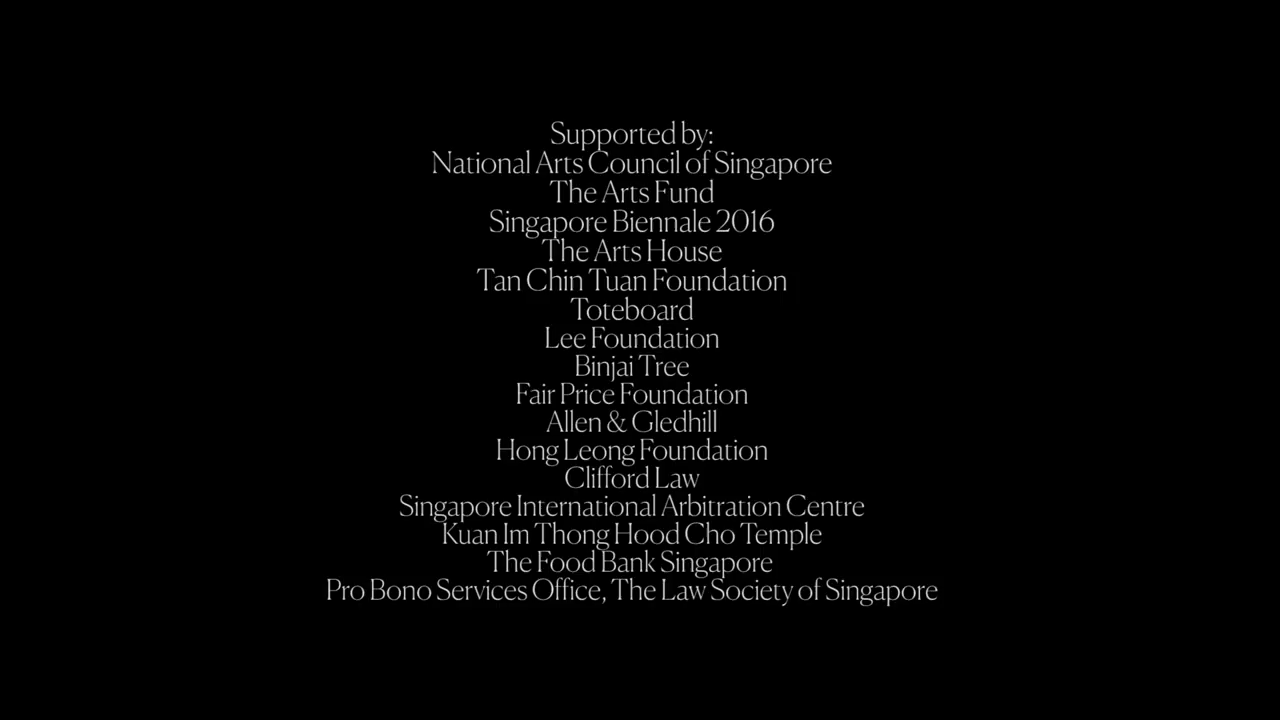 Supported by:
National Arts Council of Singapore
The Arts Fund
Singapore Biennale 2016
The Arts House
Tan Chin Tuan Foundation
Toteboard
Lee Foundation
Binjai Tree
Fair Price Foundation
Allen & Gledhill
Hong Leong Foundation
Clifford Law
Singapore International Arbitration Centre
Kuan Im Thong Hood Cho Temple
The Food Bank Singapore
Pro Bono Services Office, The Law Society of Singapore